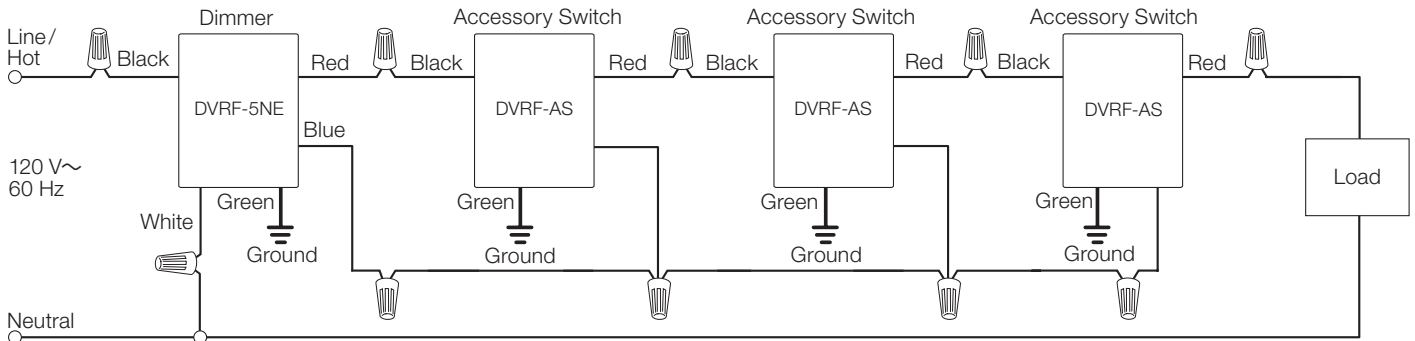 Dimmer
Accessory Switch
Accessory Switch
Accessory Switch
Line/
Hot
Black
Red
Black
Red
Black
Red
Black
Red
DVRF-5NE
DVRF-AS
DVRF-AS
DVRF-AS
Blue
120 V~
60 Hz
Load
Green
Green
Green
Green
White
Ground
Ground
Ground
Ground
Neutral